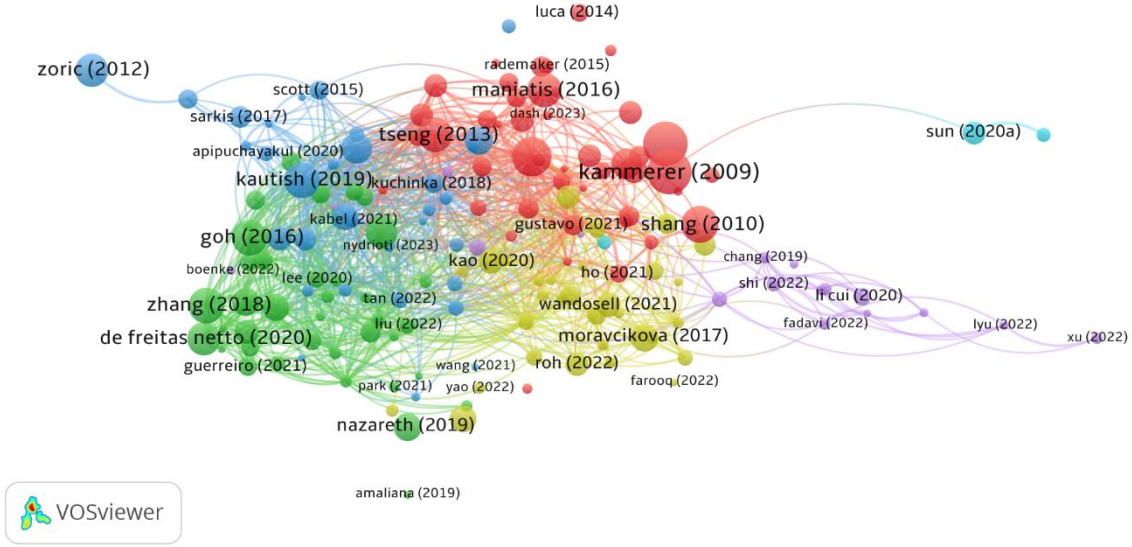 luca (2014)
rademaker (2015)
zoric (2012)
scott (2015)
maniatis (2016)
sarkis (2017)
dash (2023)
tseng (2013)
sun (2020a)
apipuchayakul (2020)
kautish (2019)
kuchinka (2018)
kammerer (2009)
kabel (2021)
gustavo (2021)
shang (2010)
goh (2016)
nydrioti (2023)
kao (2020)
chang (2019)
boenke (2022)
lee (2020)
ho (2021)
shi (2022)
li cui (2020)
zhang (2018)
tan (2022)
wandosell (2021)
liu (2022)
fadavi (2022)
lyu (2022)
de freitas netto (2020)
moravcikova (2017)
xu (2022)
guerreiro (2021)
wang (2021)
roh (2022)
park (2021)
yao (2022)
farooq (2022)
nazareth (2019)
amaliana (2019)
VOSviewer